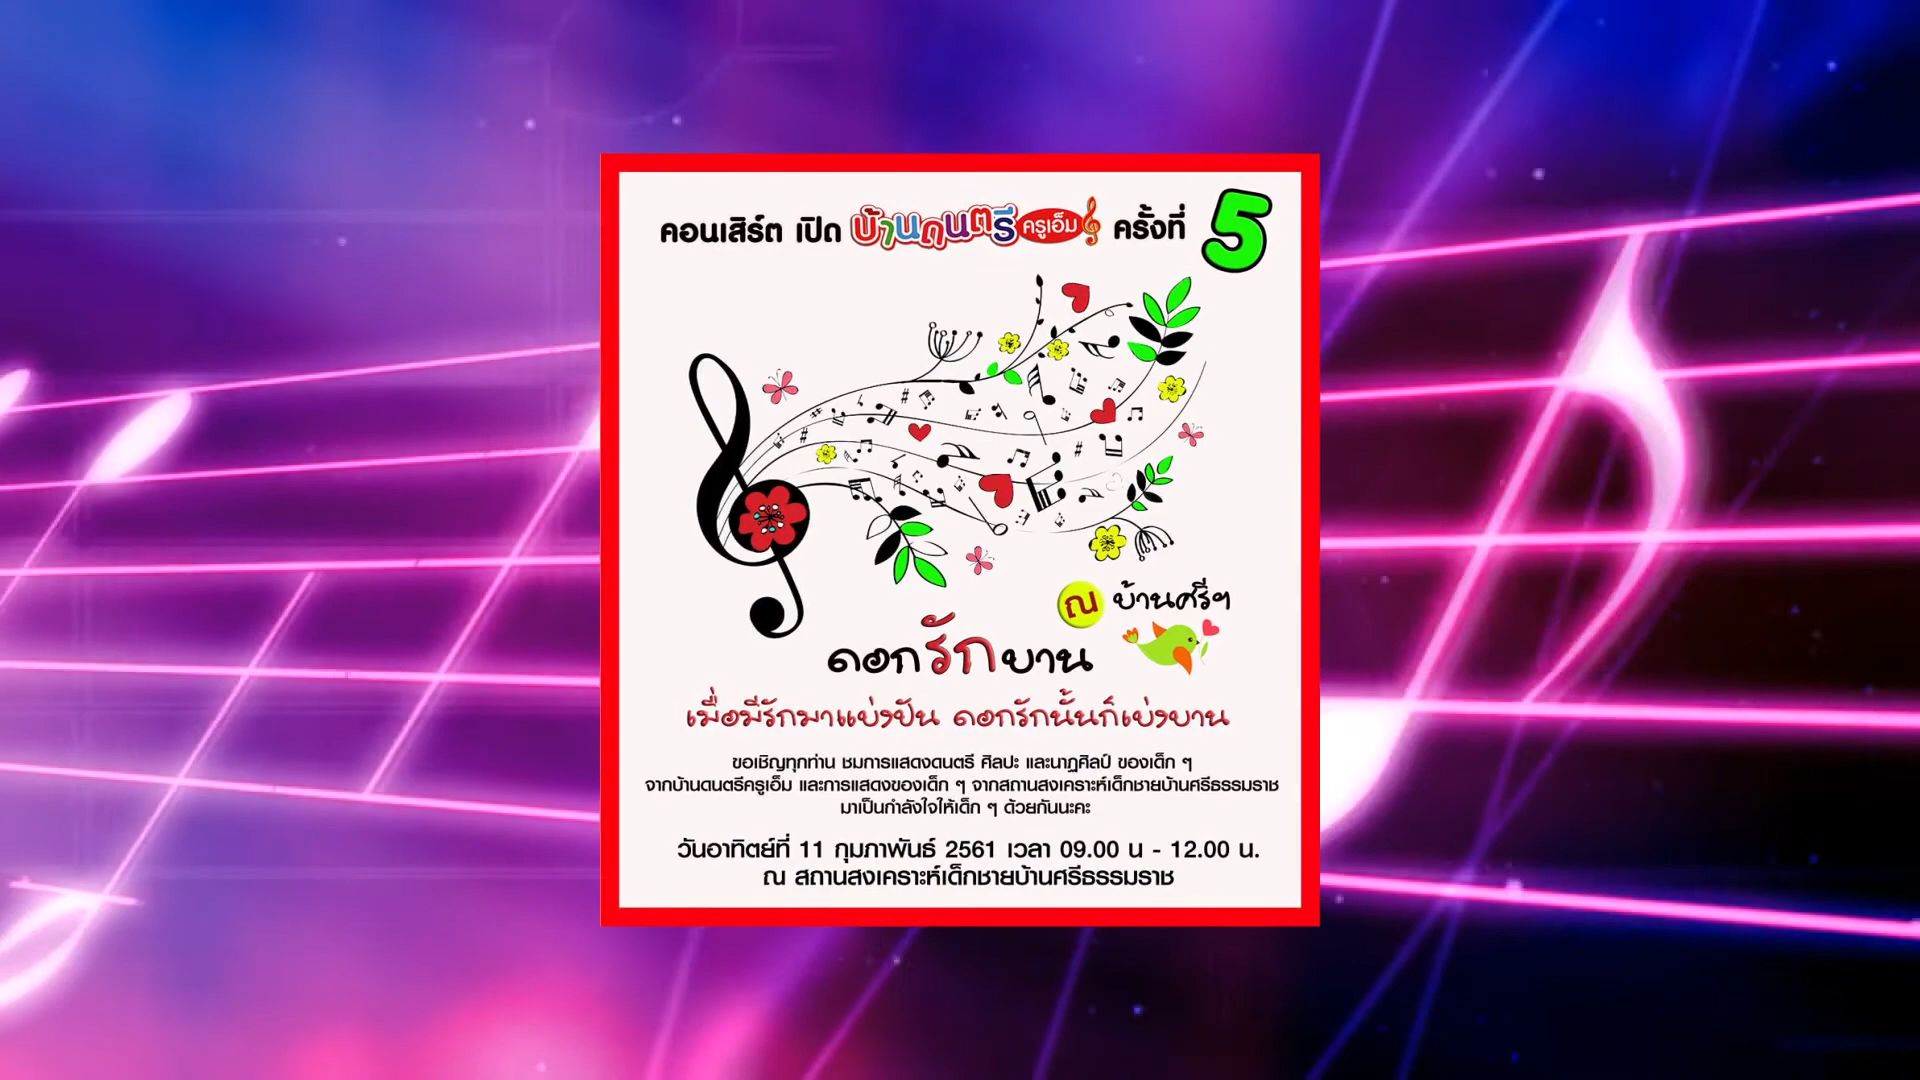 คอนเสิร์ต เปิด บ้านดนตรี ครูเอ็ม ครั้งที่ 5
ณ บ้านศรีฯ
ดอกรักบาน
เมื่อมีรักมาแบ่งปัน ดอกรักนั้นก็เบ่งบาน
ขอเชิญทุกท่าน ชมการแสดงดนตรี ศิลปะ และนาฏศิลป์ ของเด็ก ๆ
จากบ้านดนตรีครูเอ็ม และการแสดงของเด็ก ๆ จากสถานสงเคราะห์เด็กชายบ้านศรีธรรมราช
มาเป็นกำลังใจให้เด็ก ๆ ด้วยกันนะคะ
วันอาทิตย์ที่ 11 กุมภาพันธ์ 2561 เวลา 09.00 น - 12.00 น.
ณ สถานสงเคราะห์เด็กชายบ้านศรีธรรมราช